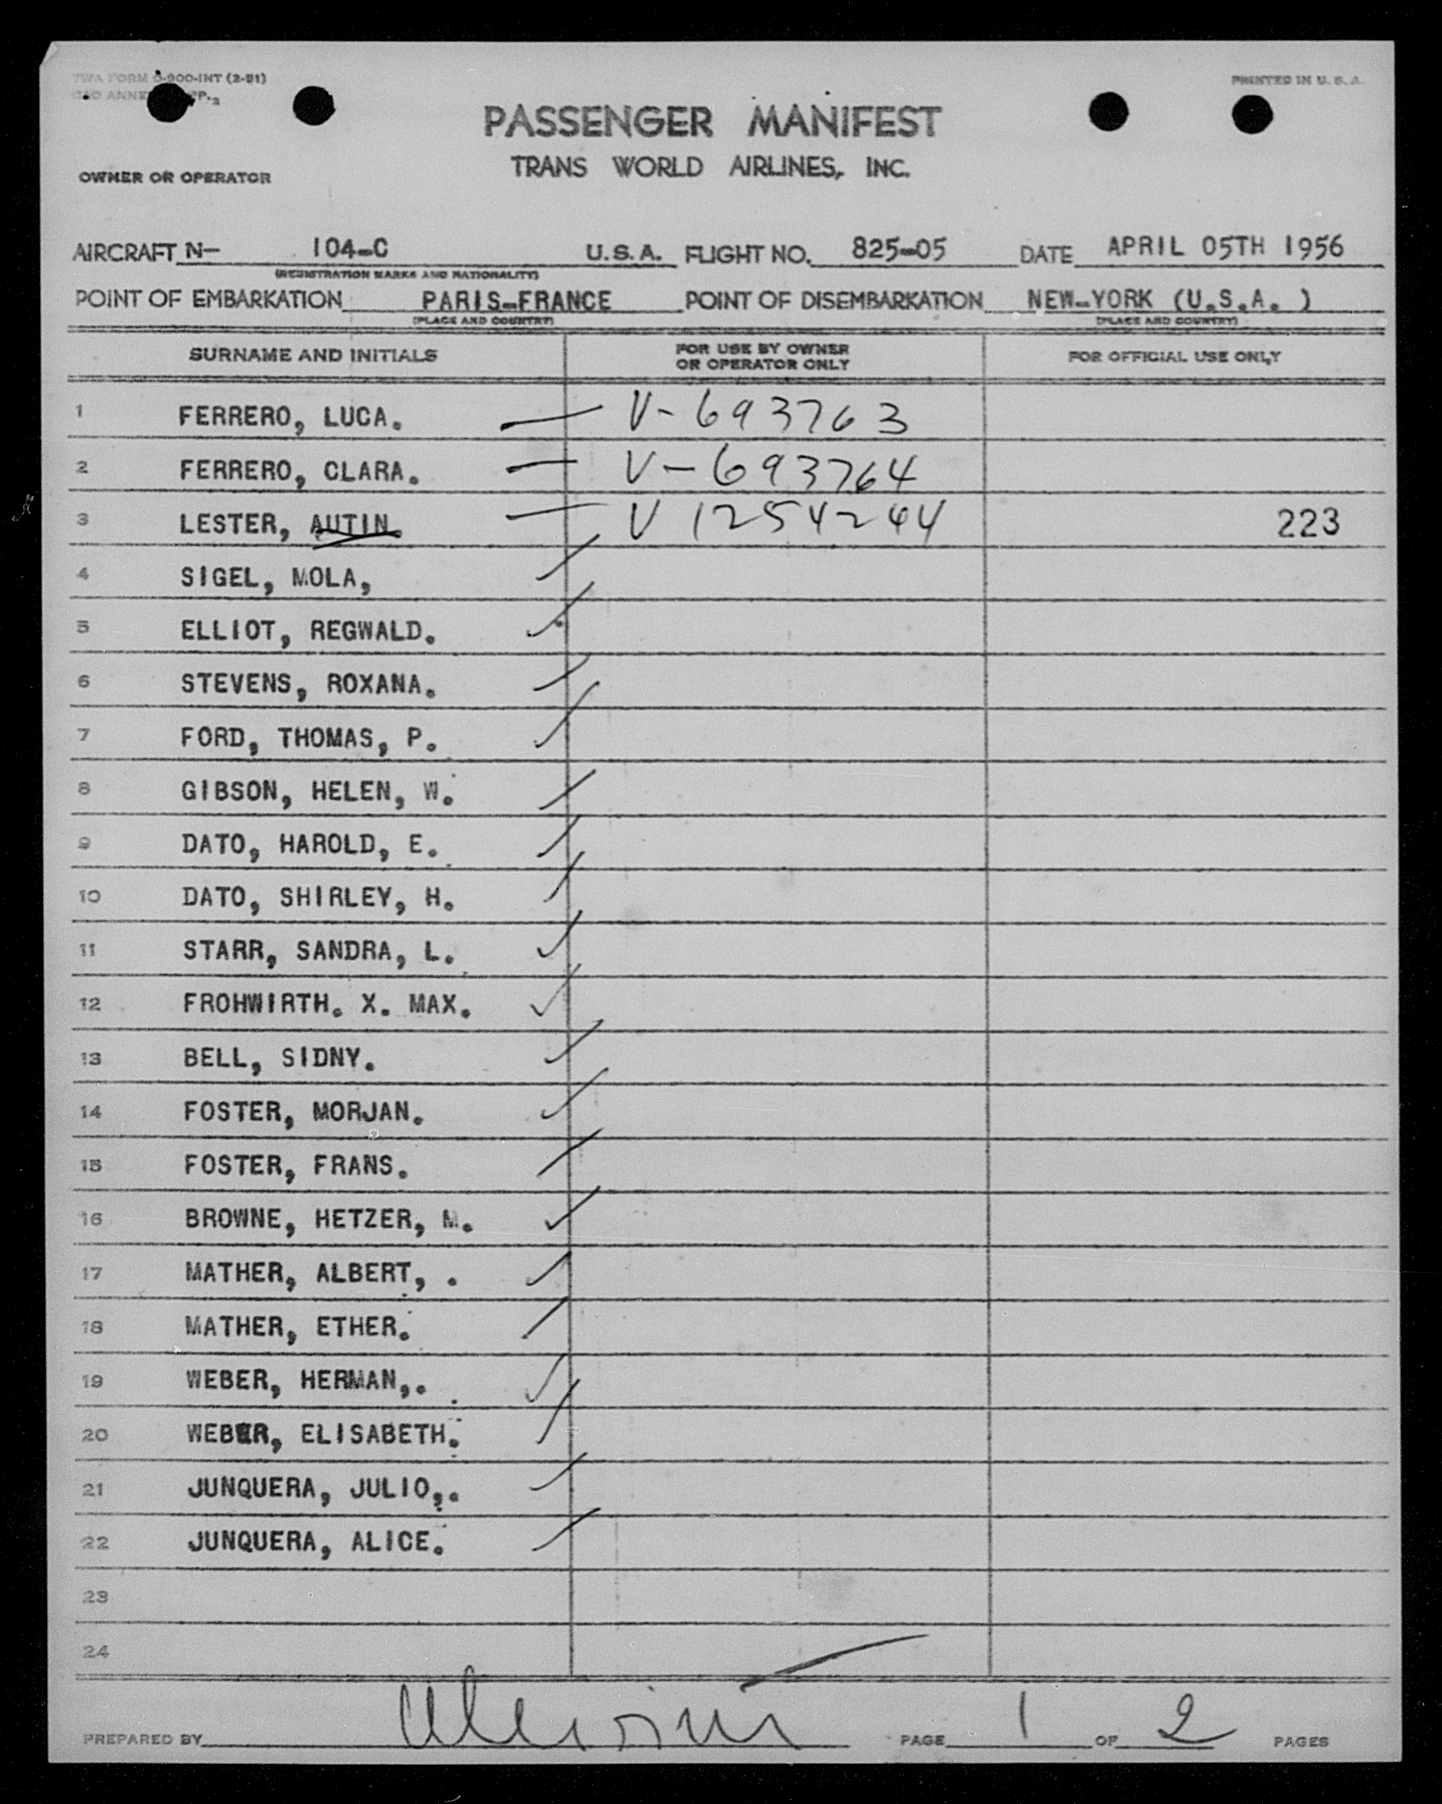 TWA FORM O-900-INT (2-51)
PRINTED IN U. S. A.
PASSENGER MANIFEST
TRANS WORLD AIRLINES, INC.
OWNER OR OPERATOR
AIRCRAFT N- 104-C U.S.A. FLIGHT NO. 825-05 DATE APRIL 05TH 1956
(REGISTRATION MARKS AND NATIONALITY)
POINT OF EMBARKATION PARIS-FRANCE POINT OF DISEMBARKATION NEW-YORK (U.S.A. )
(PLACE AND COUNTRY) (PLACE AND COUNTRY)
SURNAME AND INITIALS FOR USE BY OWNER OR OPERATOR ONLY FOR OFFICIAL USE ONLY
1 FERRERO, LUCA. — V-693763
2 FERRERO, CLARA. — V-693764
3 LESTER, AUTIN. — V 1254244 223
4 SIGEL, MOLA,
5 ELLIOT, REGWALD.
6 STEVENS, ROXANA.
7 FORD, THOMAS, P.
8 GIBSON, HELEN, W.
9 DATO, HAROLD, E.
10 DATO, SHIRLEY, H.
11 STARR, SANDRA, L.
12 FROHWIRTH. X. MAX.
13 BELL, SIDNY.
14 FOSTER, MORJAN.
15 FOSTER, FRANS.
16 BROWNE, HETZER, M.
17 MATHER, ALBERT, .
18 MATHER, ETHER.
19 WEBER, HERMAN,.
20 WEBER, ELISABETH.
21 JUNQUERA, JULIO,.
22 JUNQUERA, ALICE.
23
24
PREPARED BY PAGE 1 OF 2 PAGES